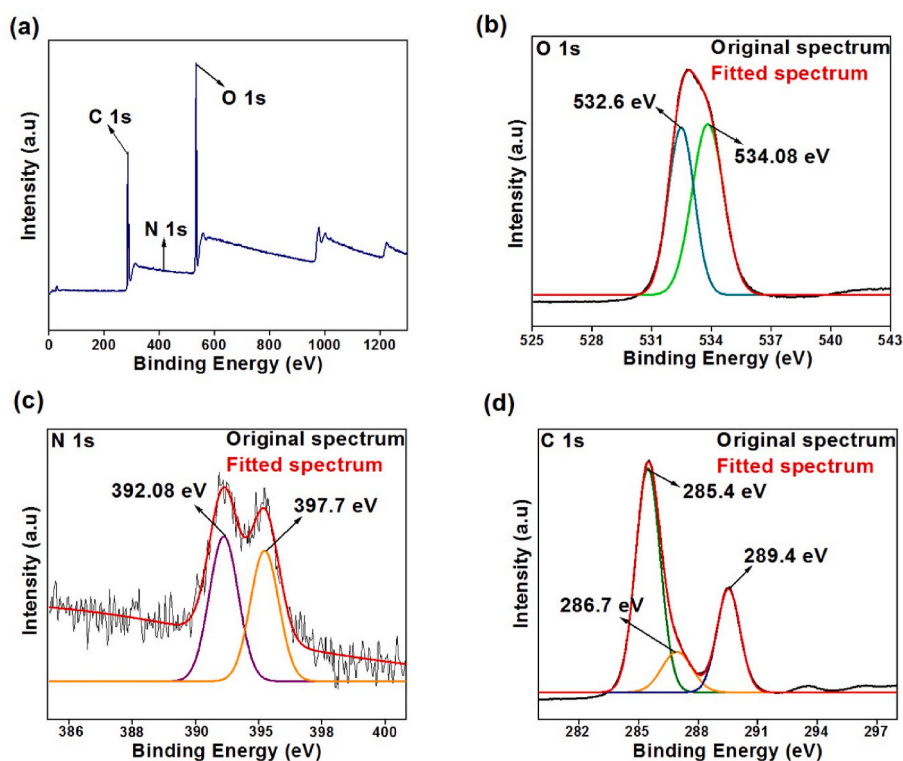 (a)
C 1s
O 1s
N 1s
Intensity (a.u)
0 200 400 600 800 1000 1200
Binding Energy (eV)
(b)
O 1s
Original spectrum
Fitted spectrum
532.6 eV
534.08 eV
Intensity (a.u)
525 528 531 534 537 540 543
Binding Energy (eV)
(c)
N 1s
Original spectrum
Fitted spectrum
392.08 eV
397.7 eV
Intensity (a.u)
386 388 390 395 398 400
Binding Energy (eV)
(d)
C 1s
Original spectrum
Fitted spectrum
285.4 eV
289.4 eV
286.7 eV
Intensity (a.u)
282 285 288 291 294 297
Binding Energy (eV)